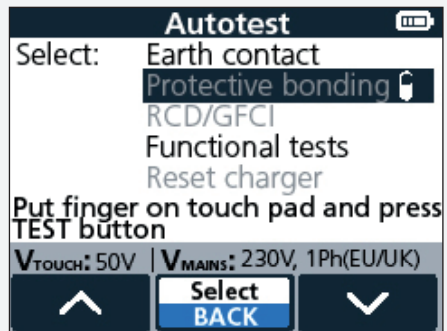 Autotest
Select: Earth contact
Protective bonding
RCD/GFCI
Functional tests
Reset charger
Put finger on touch pad and press
TEST button
VTOUCH: 50V | VMAINS: 230V, 1Ph(EU/UK)
Select
BACK